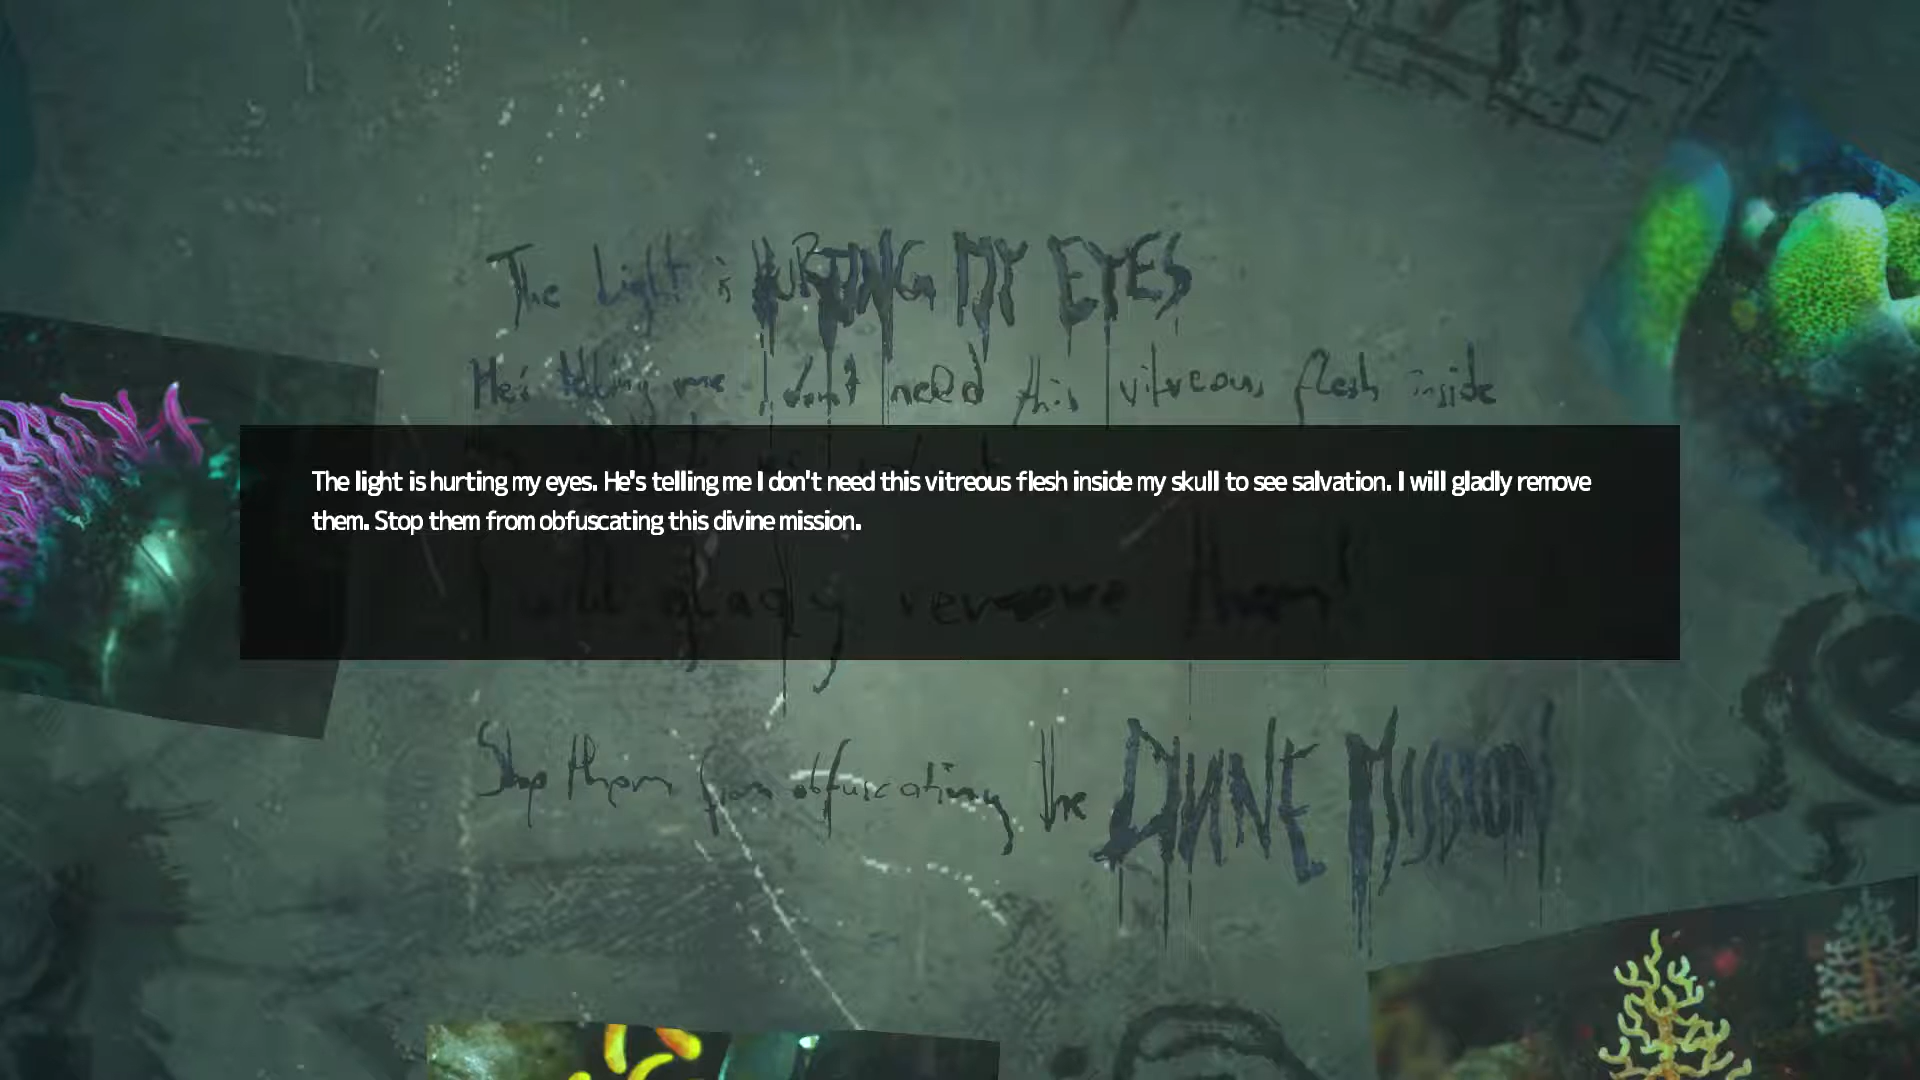 The light is HURTING MY EYES
He's telling me I don't need this vitreous flesh inside
The light is hurting my eyes. He's telling me I don't need this vitreous flesh inside my skull to see salvation. I will gladly remove
them. Stop them from obfuscating this divine mission.
I will gladly remove them!
Stop them from obfuscating the DIVINE MISSION